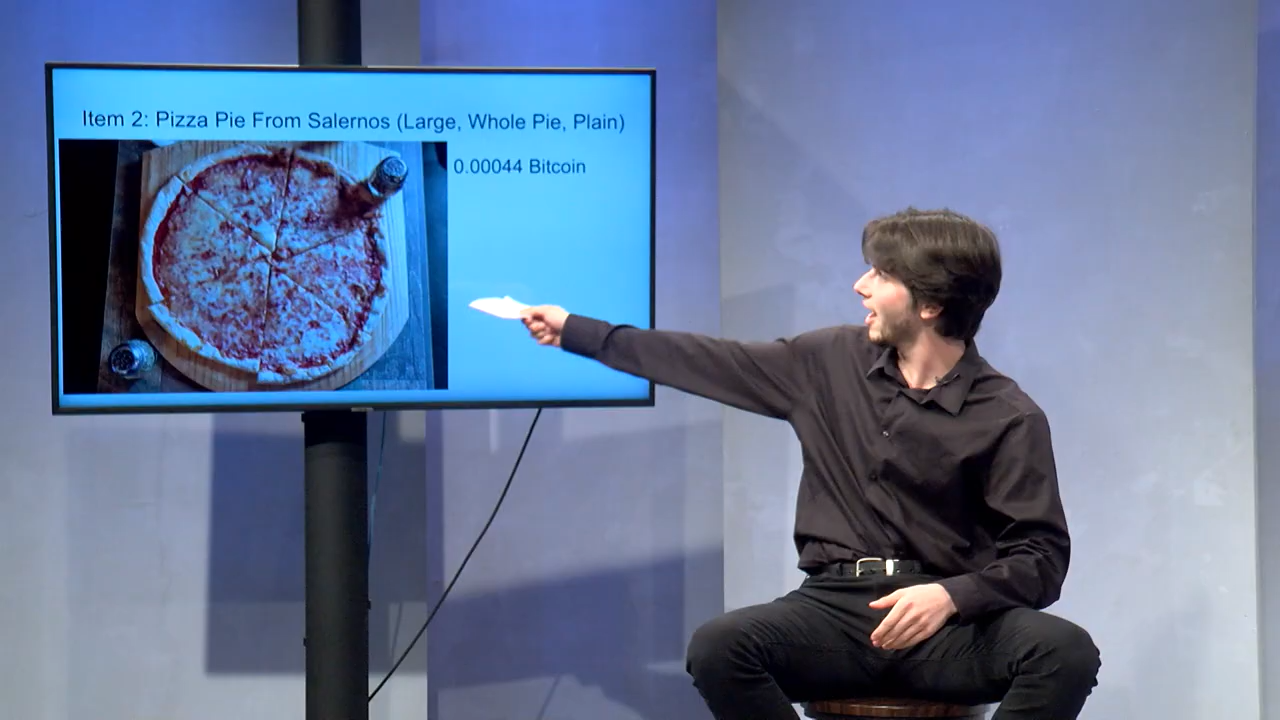 Item 2: Pizza Pie From Salernos (Large, Whole Pie, Plain)
0.00044 Bitcoin